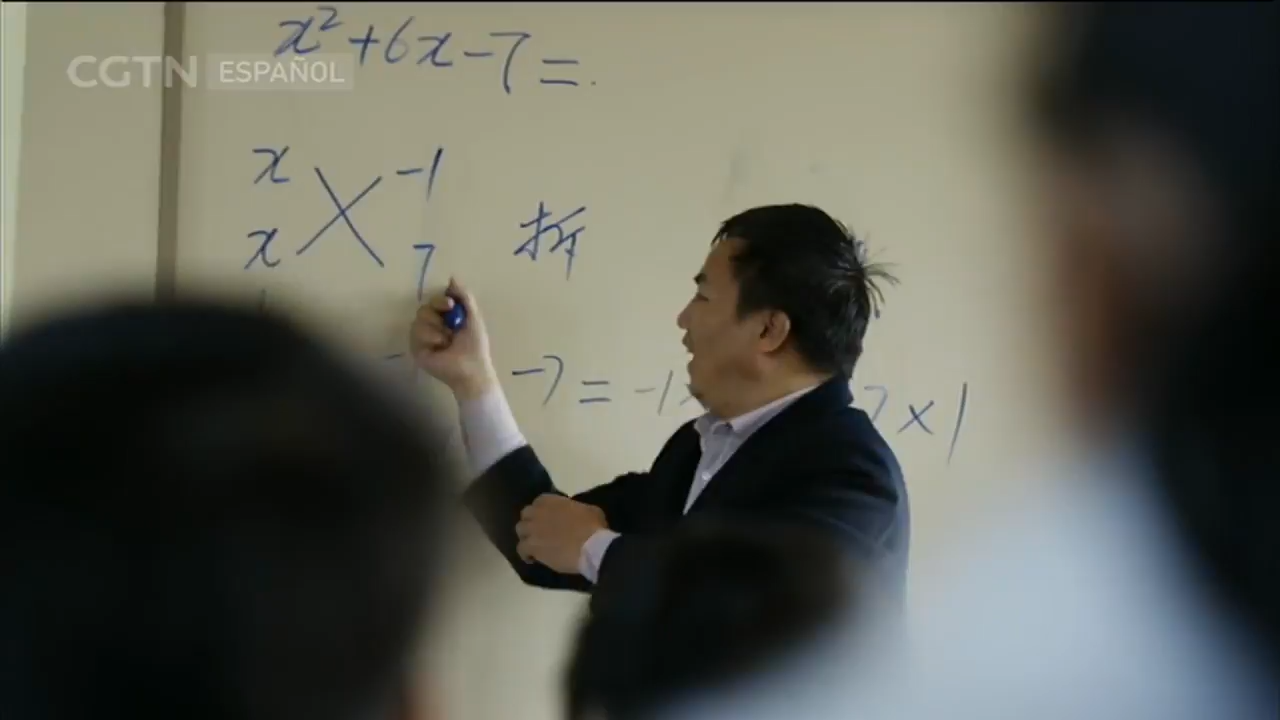 CGTN ESPAÑOL
x²+6x-7=
x -1
x 7 拆
-7 = -1× 7×1